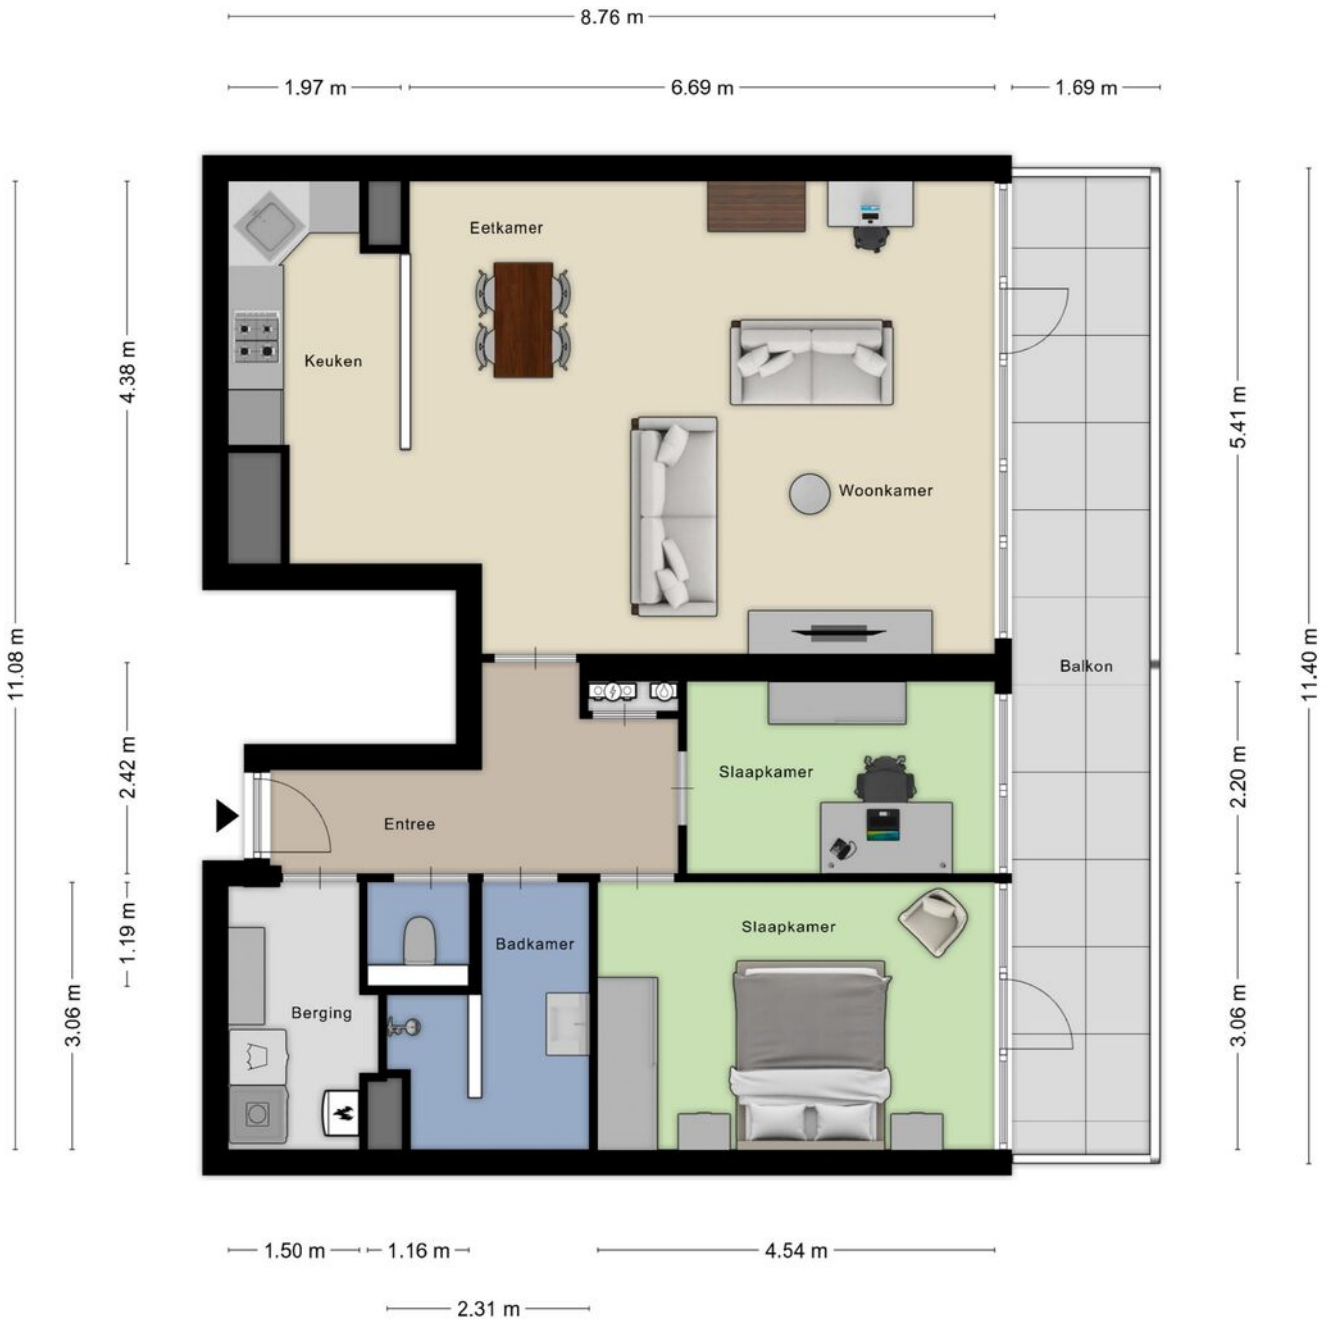 8.76 m
1.97 m
6.69 m
1.69 m
Eetkamer
Keuken
4.38 m
5.41 m
Woonkamer
11.08 m
11.40 m
Balkon
2.42 m
2.20 m
Slaapkamer
Entree
1.19 m
Slaapkamer
Badkamer
3.06 m
Berging
3.06 m
1.50 m
1.16 m
4.54 m
2.31 m